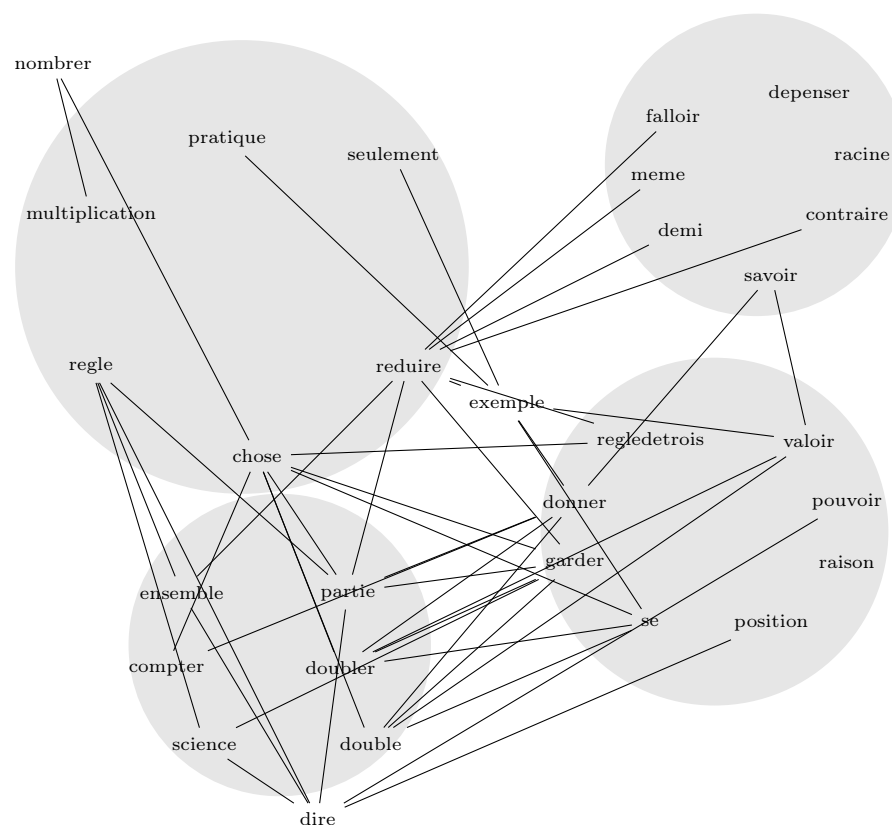 nombrer
depenser
falloir
pratique
seulement
racine
meme
multiplication
contraire
demi
savoir
regle
reduire
exemple
regledetrois
valoir
chose
donner
pouvoir
garder
raison
ensemble
partie
se
position
compter
doubler
science
double
dire